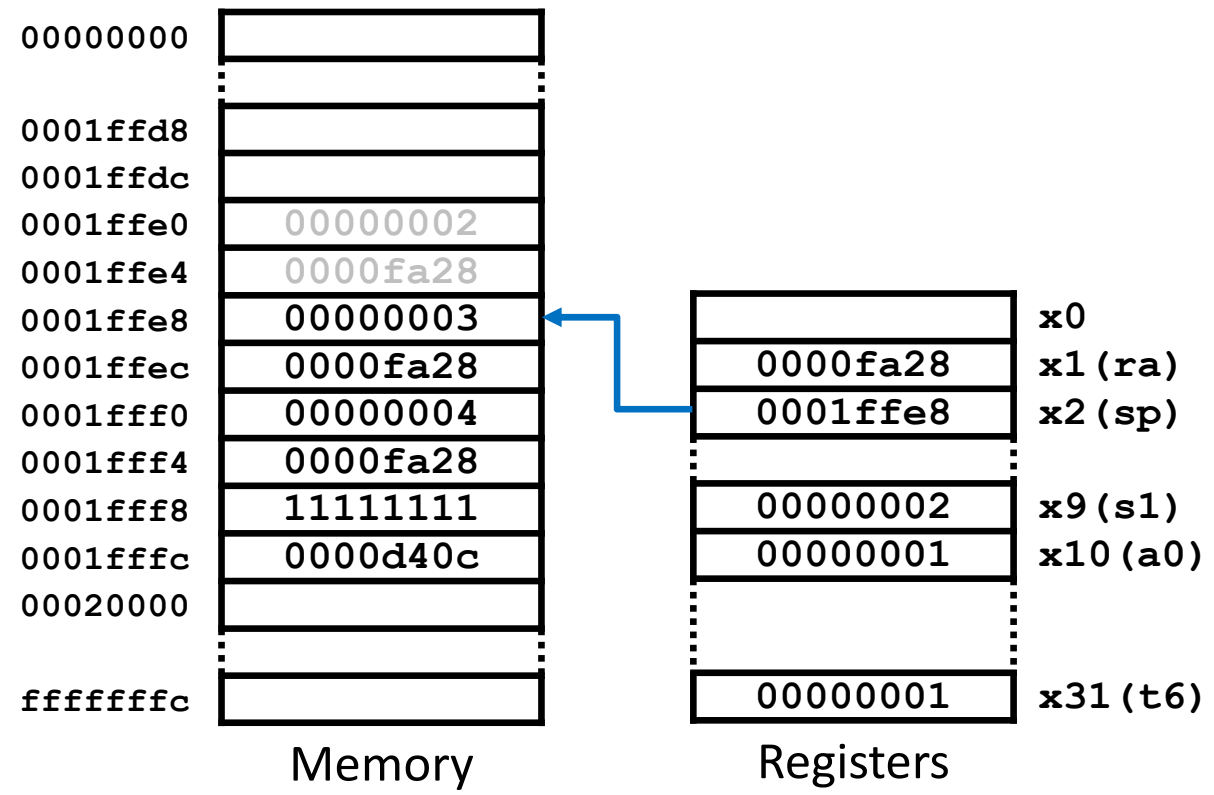 00000000
0001ffd8
0001ffdc
0001ffe0 00000002
0001ffe4 0000fa28
0001ffe8 00000003 x0
0001ffec 0000fa28 0000fa28 x1(ra)
0001fff0 00000004 0001ffe8 x2(sp)
0001fff4 0000fa28
0001fff8 11111111 00000002 x9(s1)
0001fffc 0000d40c 00000001 x10(a0)
00020000
fffffffc 00000001 x31(t6)
Memory Registers